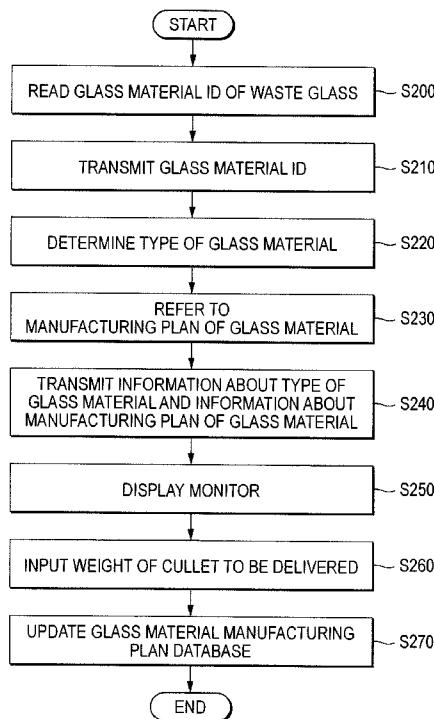 START
READ GLASS MATERIAL ID OF WASTE GLASS
S200
TRANSMIT GLASS MATERIAL ID
S210
DETERMINE TYPE OF GLASS MATERIAL
S220
REFER TO
MANUFACTURING PLAN OF GLASS MATERIAL
S230
TRANSMIT INFORMATION ABOUT TYPE OF
GLASS MATERIAL AND INFORMATION ABOUT
MANUFACTURING PLAN OF GLASS MATERIAL
S240
DISPLAY MONITOR
S250
INPUT WEIGHT OF CULLET TO BE DELIVERED
S260
UPDATE GLASS MATERIAL MANUFACTURING
PLAN DATABASE
S270
END